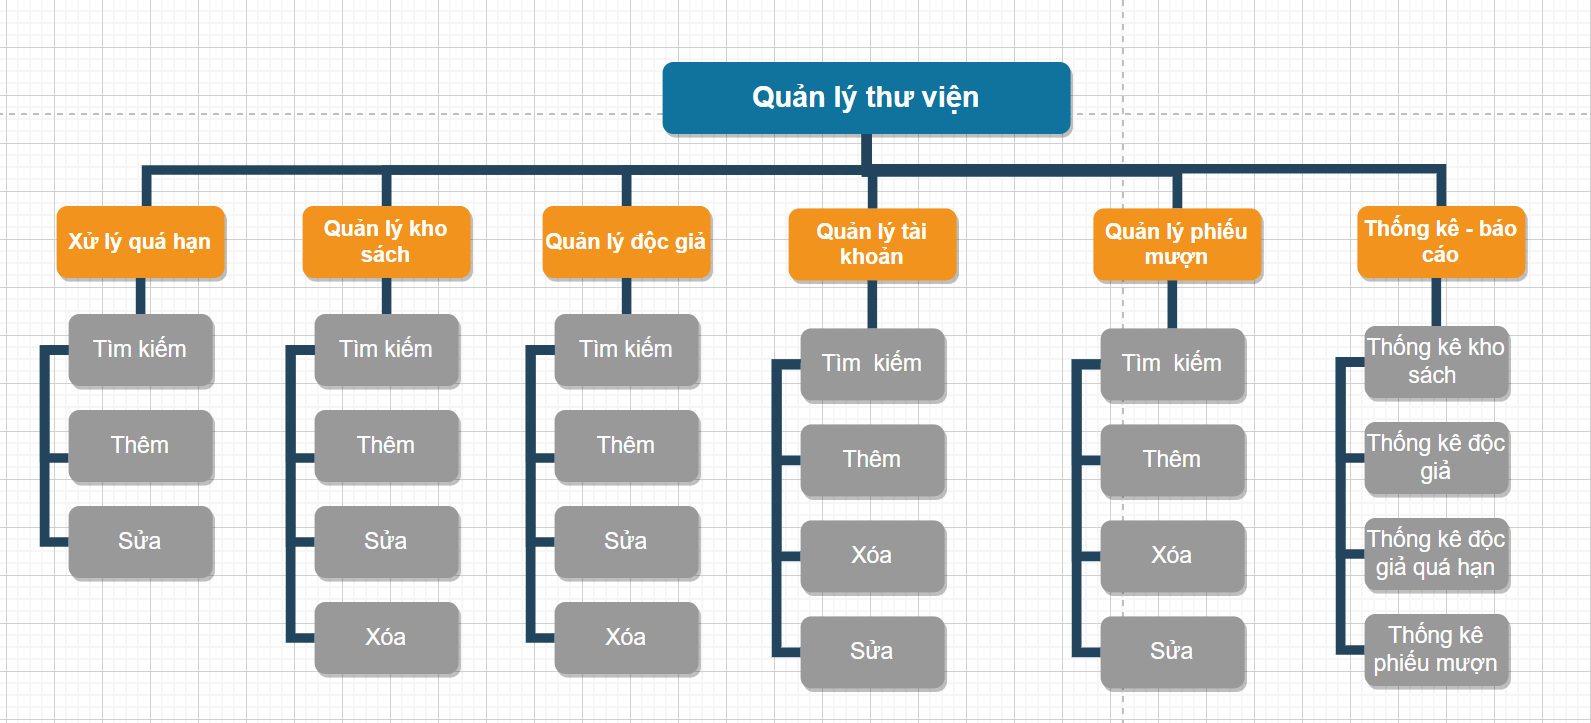 Quản lý thư viện
Xử lý quá hạn
Tìm kiếm
Thêm
Sửa
Quản lý kho
sách
Tìm kiếm
Thêm
Sửa
Xóa
Quản lý độc giả
Tìm kiếm
Thêm
Sửa
Xóa
Quản lý tài
khoản
Tìm kiếm
Thêm
Xóa
Sửa
Quản lý phiếu
mượn
Tìm kiếm
Thêm
Xóa
Sửa
Thống kê - báo
cáo
Thống kê kho
sách
Thống kê độc
giả
Thống kê độc
giả quá hạn
Thống kê
phiếu mượn